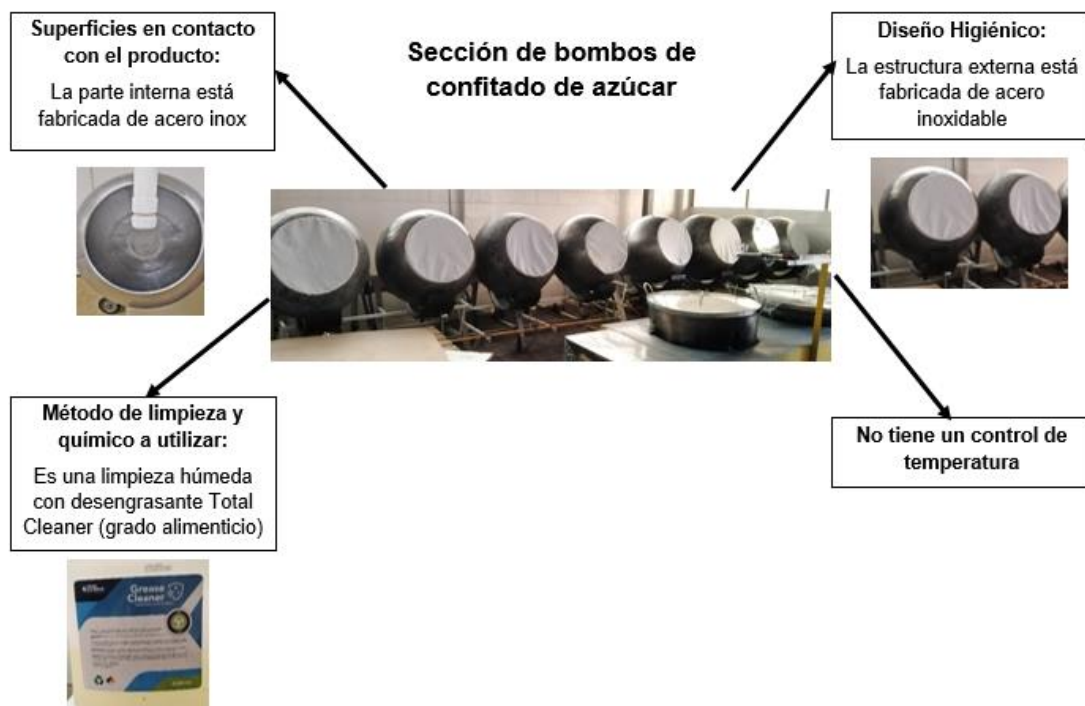 Superficies en contacto
con el producto:
La parte interna está
fabricada de acero inox
Sección de bombos de
confitado de azúcar
Diseño Higiénico:
La estructura externa está
fabricada de acero
inoxidable
Método de limpieza y
químico a utilizar:
Es una limpieza húmeda
con desengrasante Total
Cleaner (grado alimenticio)
No tiene un control de
temperatura
Grease
Cleaner